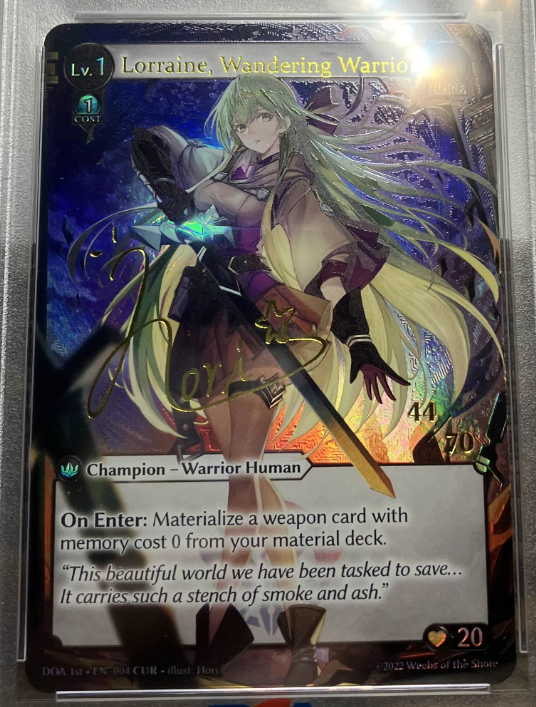 Lv. 1 Lorraine, Wandering Warrio
1
COST
Hori
44
70
Champion – Warrior Human
On Enter: Materialize a weapon card with
memory cost 0 from your material deck.
“This beautiful world we have been tasked to save...
It carries such a stench of smoke and ash.”
20
DOA 1st • EN-004 CUR • illust: Hori
©2022 Weebs of the Shore